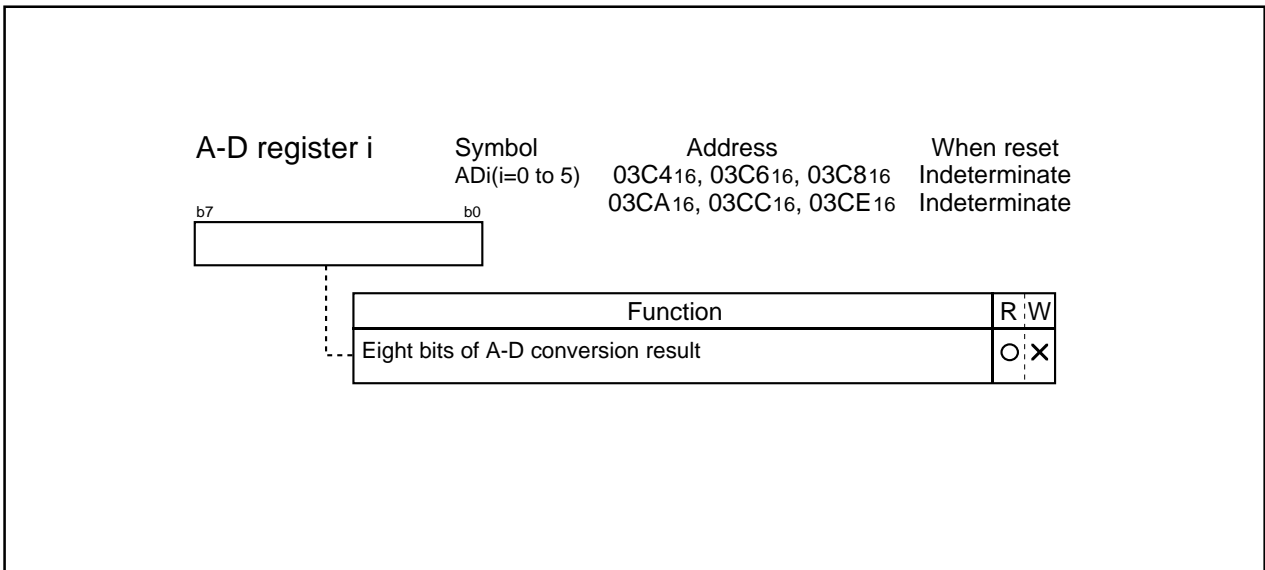 A-D register i Symbol Address When reset
ADi(i=0 to 5) 03C416, 03C616, 03C816 Indeterminate
03CA16, 03CC16, 03CE16 Indeterminate
b7 b0
Function R W
Eight bits of A-D conversion result O X